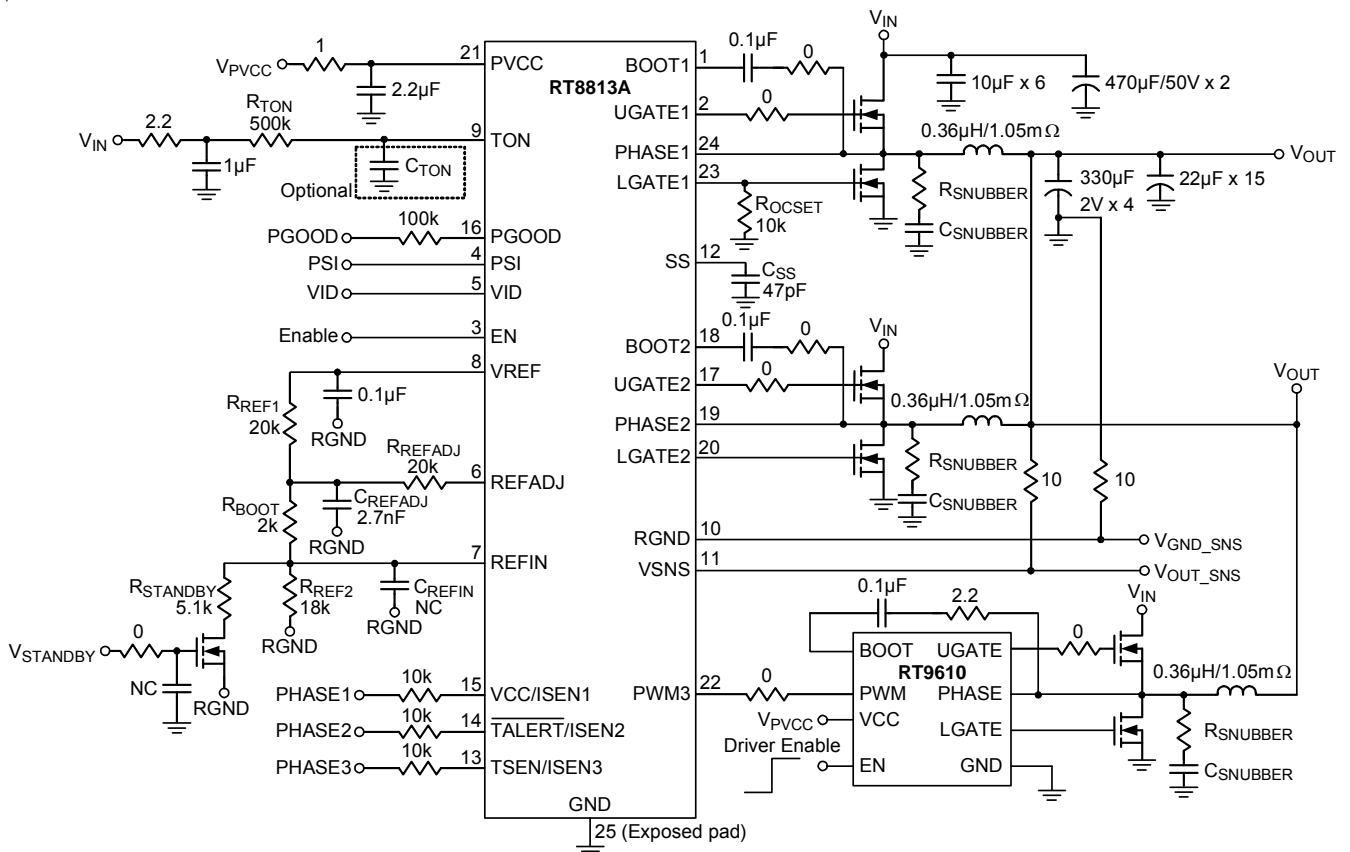 V_IN
0.1µF
0
1
21
PVCC
BOOT1
1
V_PVCC
RT8813A
10µF x 6
470µF/50V x 2
2.2µF
UGATE1
2
0
R_TON
500k
2.2
V_IN
9
TON
0.36µH/1.05mΩ
1µF
C_TON
Optional
PHASE1
24
V_OUT
LGATE1
23
R_OCSET
10k
R_SNUBBER
C_SNUBBER
330µF
2V x 4
22µF x 15
100k
PGOOD
16
PGOOD
PSI
4
PSI
VID
5
VID
SS
12
C_SS
47pF
Enable
3
EN
0.1µF
0
V_IN
BOOT2
18
8
VREF
0.1µF
RGND
UGATE2
17
0
V_OUT
R_REF1
20k
0.36µH/1.05mΩ
PHASE2
19
R_REFADJ
20k
6
REFADJ
LGATE2
20
R_SNUBBER
C_SNUBBER
10
10
R_BOOT
2k
C_REFADJ
2.7nF
RGND
RGND
10
V_GND_SNS
7
REFIN
VSNS
11
V_OUT_SNS
R_STANDBY
5.1k
R_REF2
18k
RGND
C_REFIN
NC
RGND
0.1µF
2.2
V_IN
V_STANDBY
0
NC
RGND
BOOT
UGATE
0
RT9610
0.36µH/1.05mΩ
PHASE1
10k
15
VCC/ISEN1
PWM3
22
0
PWM
PHASE
PHASE2
10k
14
TALERT/ISEN2
V_PVCC
VCC
LGATE
R_SNUBBER
C_SNUBBER
Driver Enable
PHASE3
10k
13
TSEN/ISEN3
EN
GND
GND
25 (Exposed pad)